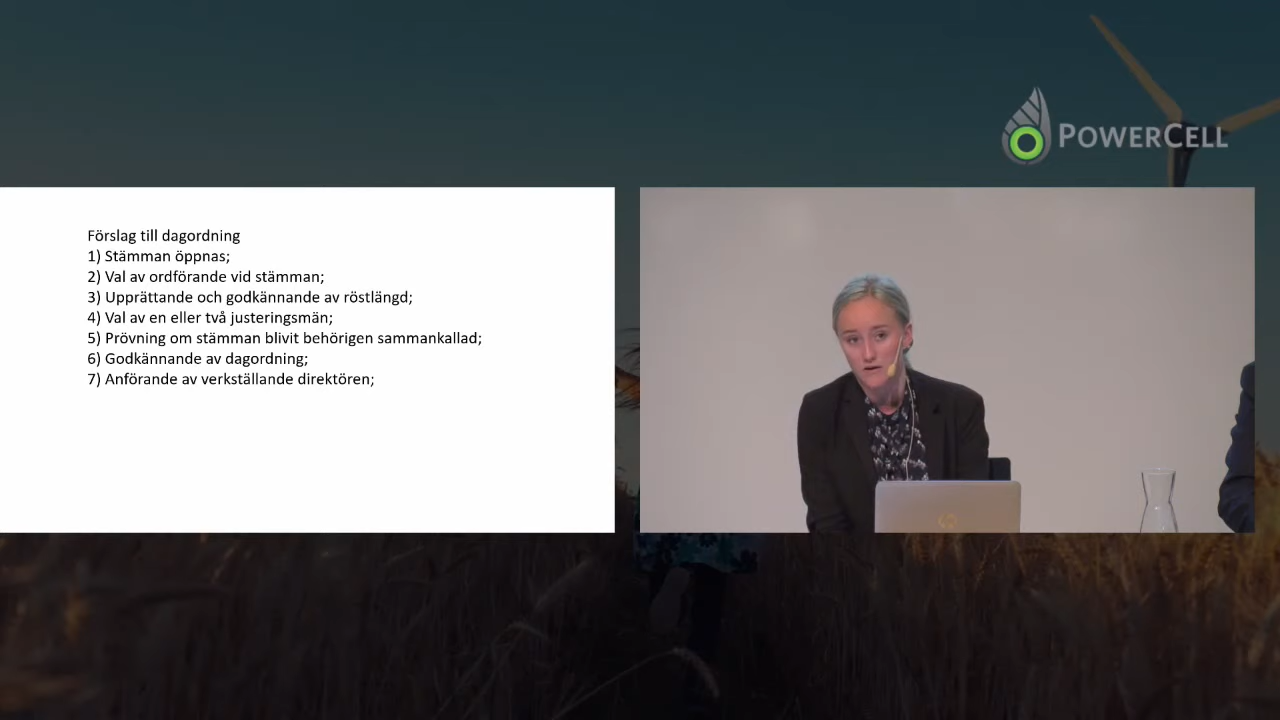 POWERCELL
Förslag till dagordning
1) Stämman öppnas;
2) Val av ordförande vid stämman;
3) Upprättande och godkännande av röstlängd;
4) Val av en eller två justeringsmän;
5) Prövning om stämman blivit behörigen sammankallad;
6) Godkännande av dagordning;
7) Anförande av verkställande direktören;